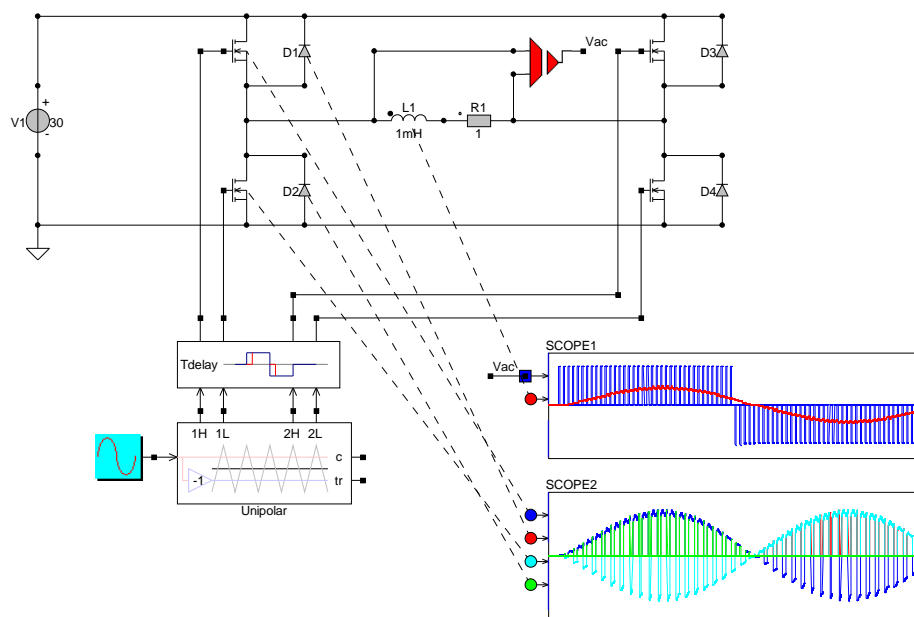 Vac
D1
D3
L1
R1
+
V1 30
-
1mH
1
D2
D4
SCOPE1
Tdelay
Vac
1H 1L 2H 2L
c
-1
tr
SCOPE2
Unipolar